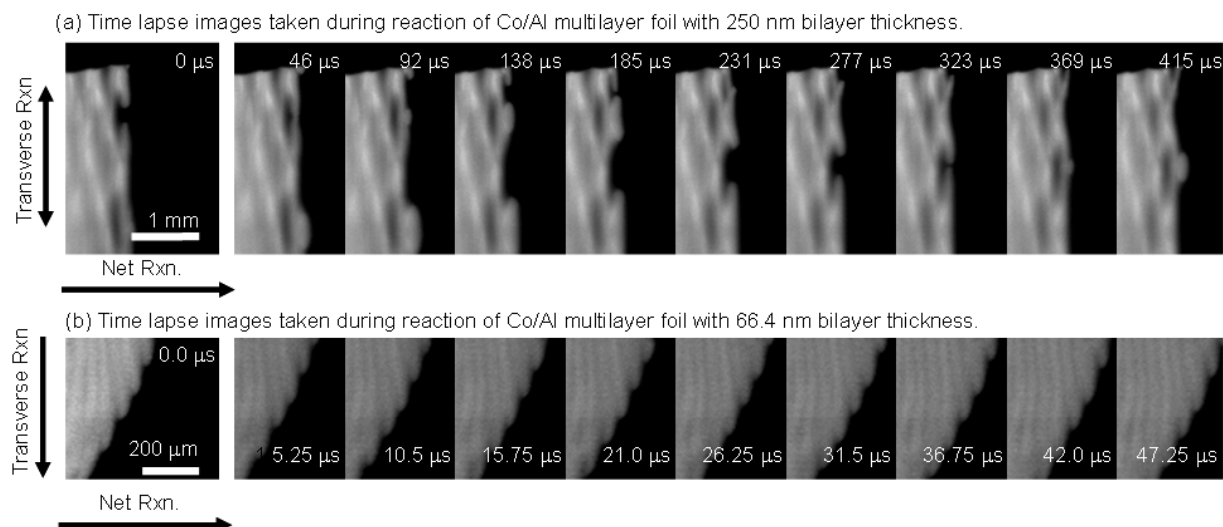 (a) Time lapse images taken during reaction of Co/Al multilayer foil with 250 nm bilayer thickness.
Transverse Rxn
0 µs
46 µs
92 µs
138 µs
185 µs
231 µs
277 µs
323 µs
369 µs
415 µs
1 mm
Net Rxn.
(b) Time lapse images taken during reaction of Co/Al multilayer foil with 66.4 nm bilayer thickness.
Transverse Rxn
0.0 µs
200 µm
5.25 µs
10.5 µs
15.75 µs
21.0 µs
26.25 µs
31.5 µs
36.75 µs
42.0 µs
47.25 µs
Net Rxn.